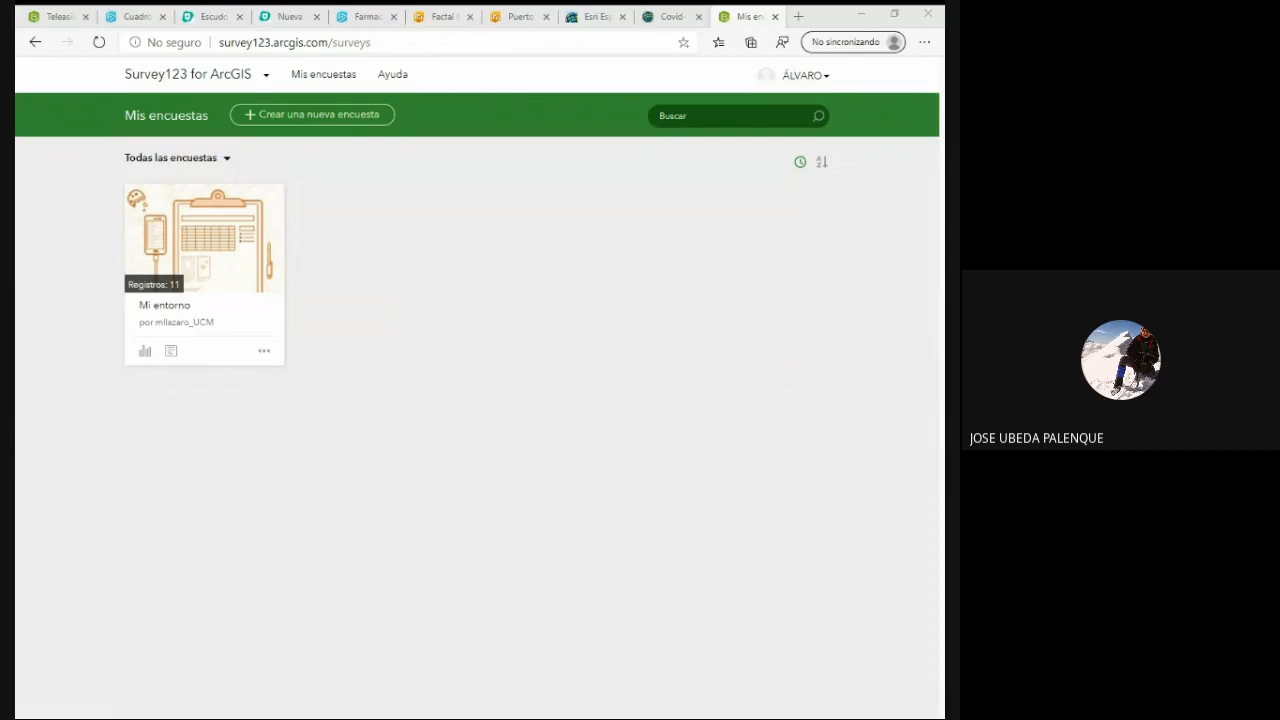 Teleasi
Cuadro
Escudo
Nueva
Farmac
Factal
Puerto
Esri Esp
Covid-
Mis en
No seguro | survey123.arcgis.com/surveys
No sincronizando
Survey123 for ArcGIS
Mis encuestas
Ayuda
ÁLVARO
Mis encuestas
+ Crear una nueva encuesta
Buscar
Todas las encuestas
Registros: 11
Mi entorno
por mllazaro_UCM
JOSE UBEDA PALENQUE